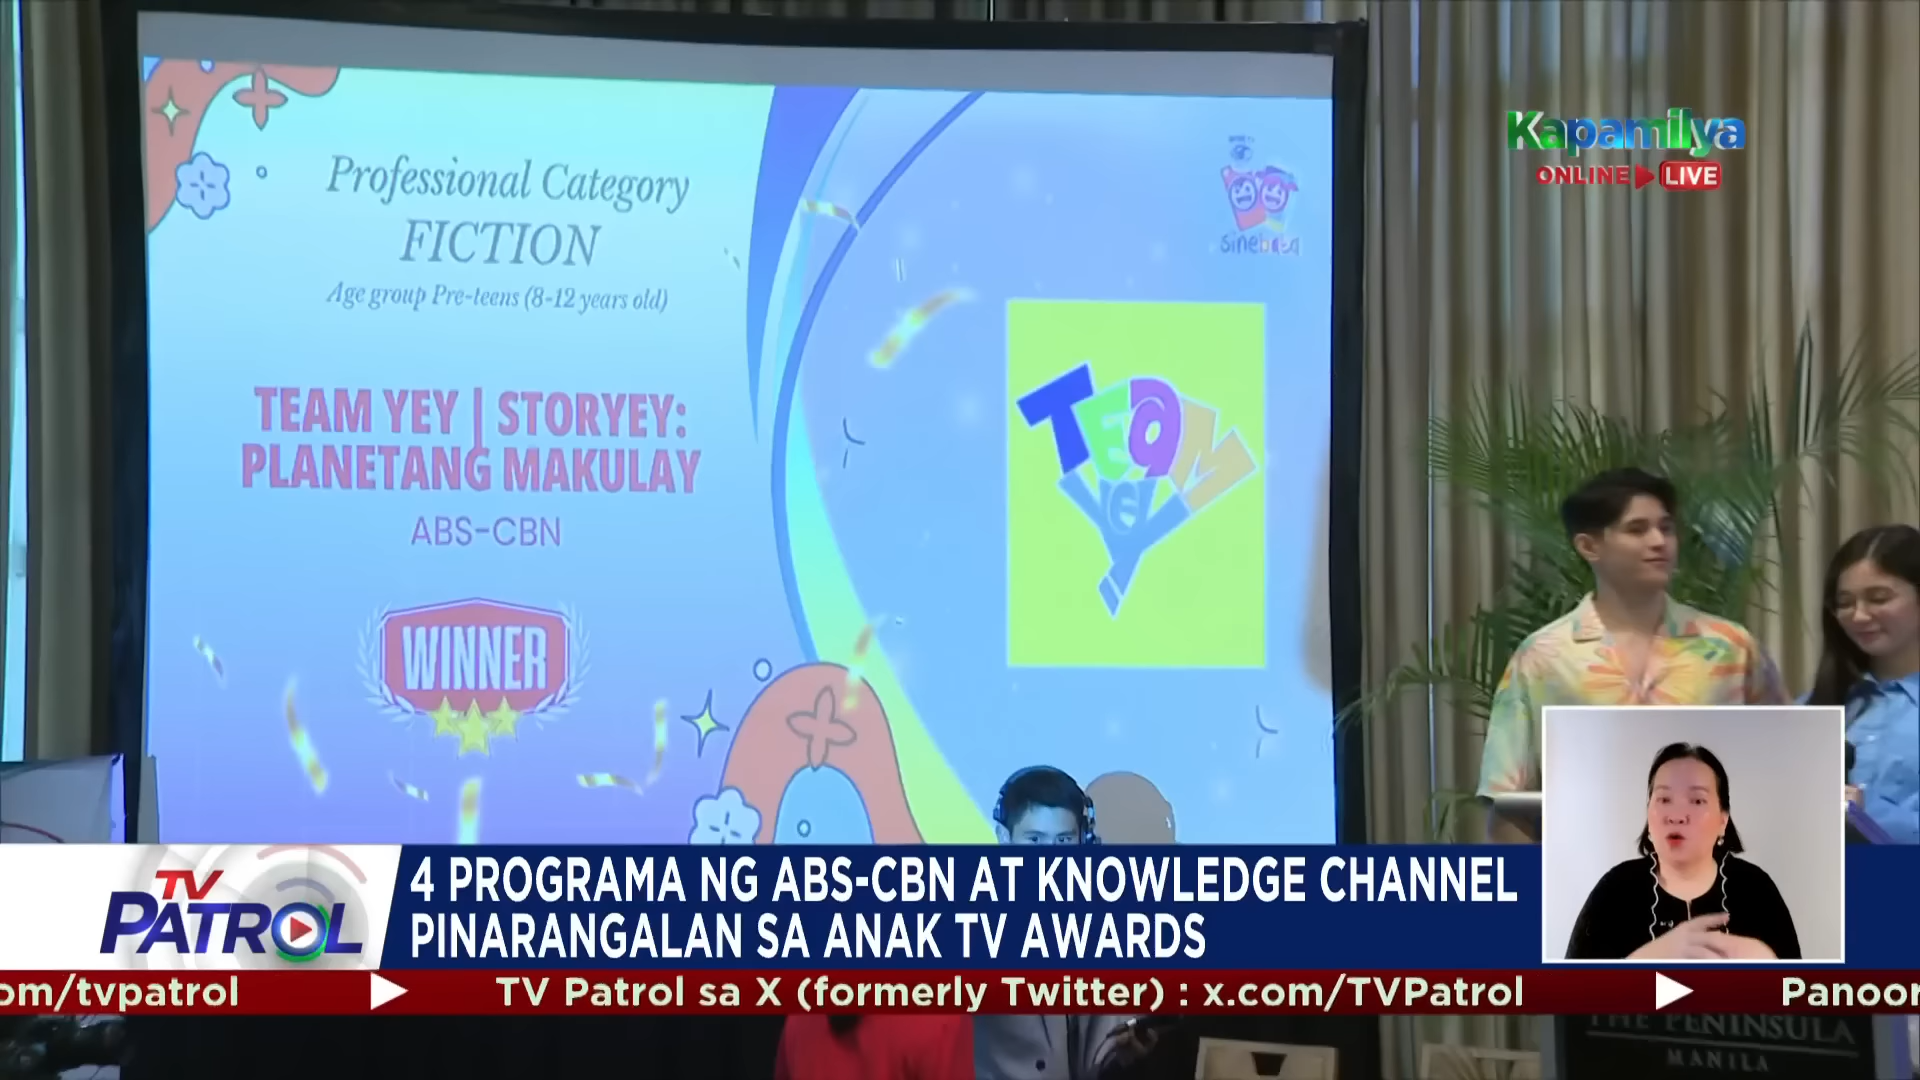 Professional Category
FICTION
Age group Pre-teens (8-12 years old)
TEAM YEY | STORYEY:
PLANETANG MAKULAY
ABS-CBN
WINNER
sinebata
TEAM
YEY
Kapamilya
ONLINE LIVE
TV
PATROL
4 PROGRAMA NG ABS-CBN AT KNOWLEDGE CHANNEL
PINARANGALAN SA ANAK TV AWARDS
om/tvpatrol
TV Patrol sa X (formerly Twitter) : x.com/TVPatrol
Panoor
THE PENINSULA
MANILA